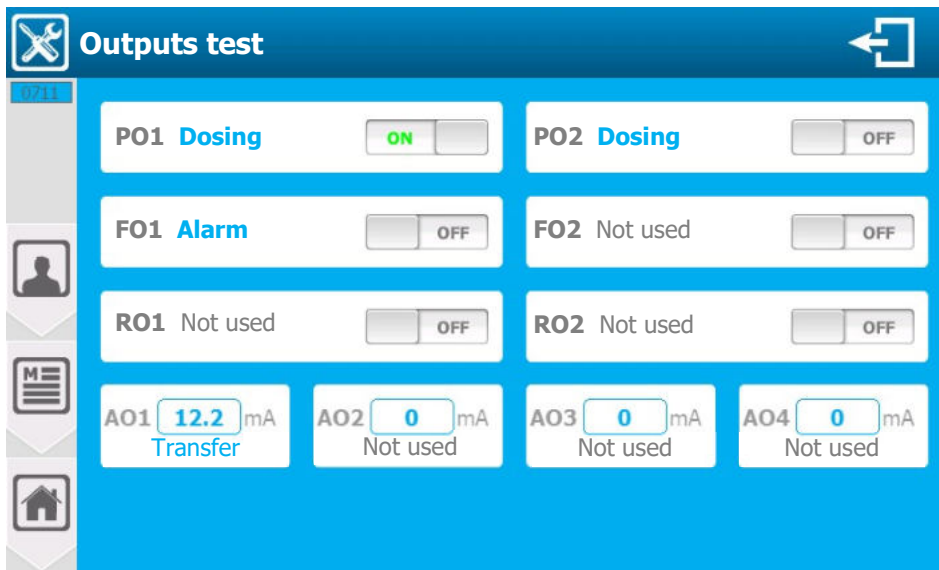 Outputs test
0711
PO1 Dosing ON
PO2 Dosing OFF
FO1 Alarm OFF
FO2 Not used OFF
RO1 Not used OFF
RO2 Not used OFF
M
AO1 12.2 mA
Transfer
AO2 0 mA
Not used
AO3 0 mA
Not used
AO4 0 mA
Not used